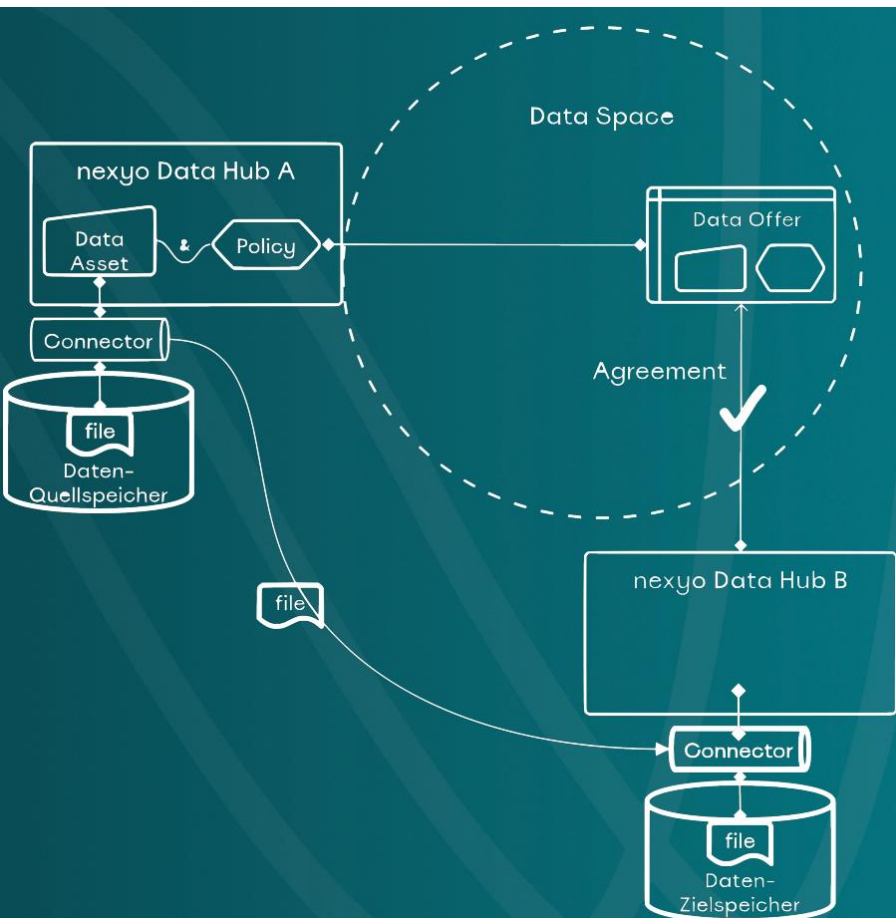 Data Space
nexyo Data Hub A
Data
Asset
&
Policy
Data Offer
Connector
Agreement
file
Daten-
Quellspeicher
file
nexyo Data Hub B
Connector
file
Daten-
Zielspeicher